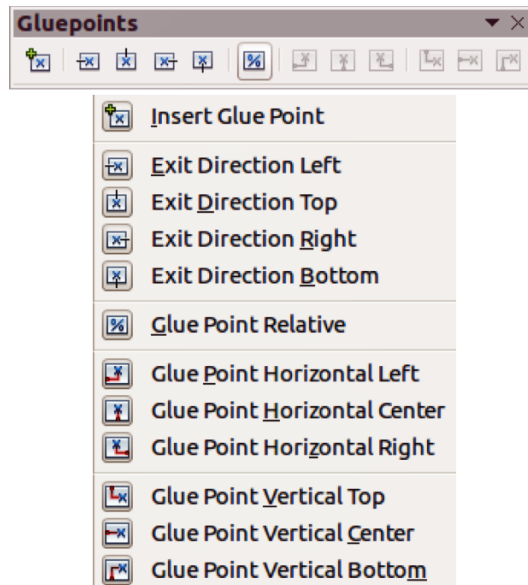 Gluepoints
Insert Glue Point
Exit Direction Left
Exit Direction Top
Exit Direction Right
Exit Direction Bottom
Glue Point Relative
Glue Point Horizontal Left
Glue Point Horizontal Center
Glue Point Horizontal Right
Glue Point Vertical Top
Glue Point Vertical Center
Glue Point Vertical Bottom